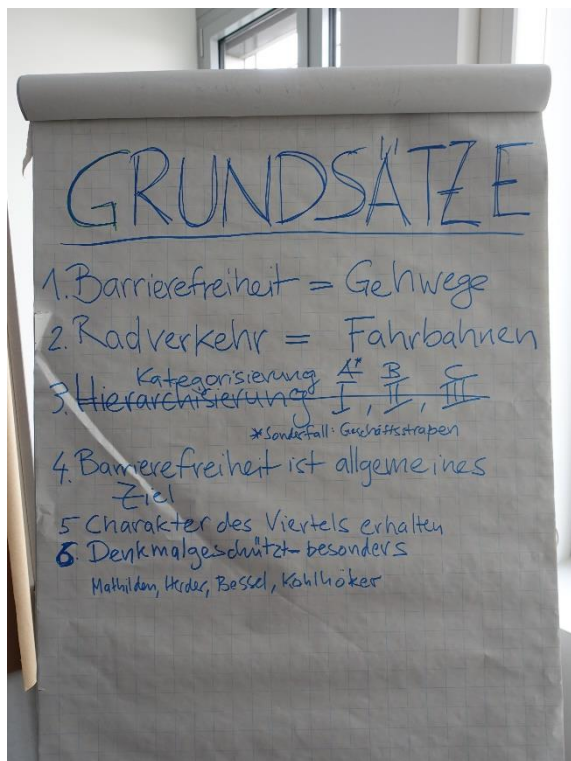 GRUNDSÄTZE
1. Barrierefreiheit = Gehwege
2. Radverkehr = Fahrbahnen
Kategorisierung A* B C
3. Hierarchisierung I, II, III
*Sonderfall: Geschäftsstraßen
4. Barrierefreiheit ist allgemeines
Ziel
5 Charakter des Viertels erhalten
6. Denkmalgeschützt besonders
Mathilden, Herder, Bessel, Kohlhöker